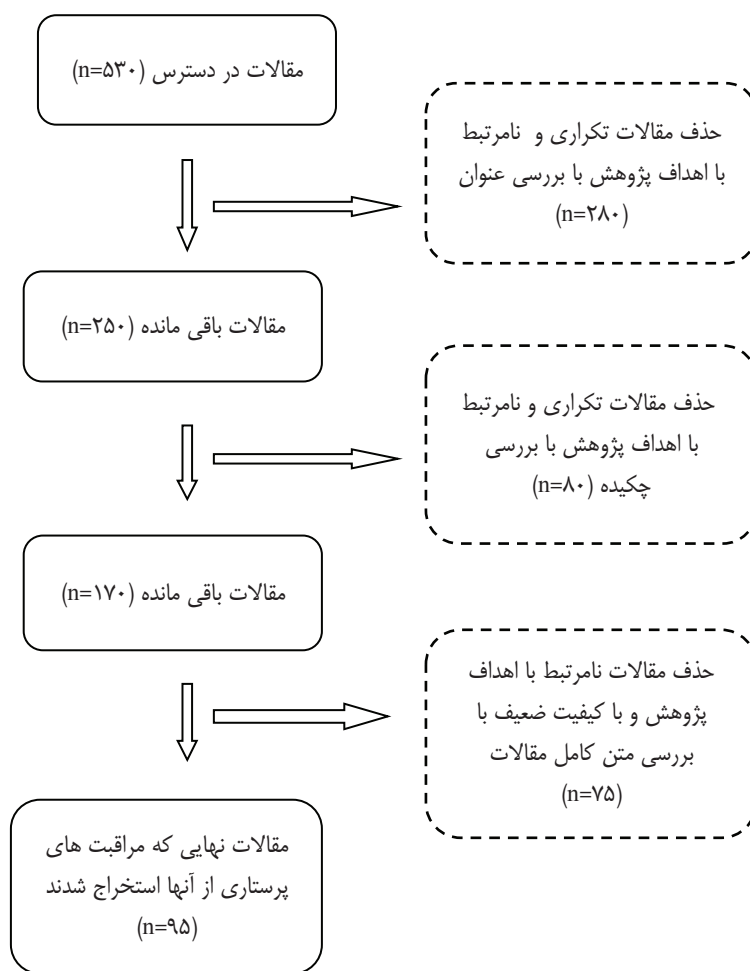 مقالات در دسترس (n=۵۳۰)
حذف مقالات تکراری و نامرتبط
با اهداف پژوهش با بررسی عنوان
(n=۲۸۰)
مقالات باقی مانده (n=۲۵۰)
حذف مقالات تکراری و نامرتبط
با اهداف پژوهش با بررسی
چکیده (n=۸۰)
مقالات باقی مانده (n=۱۷۰)
حذف مقالات نامرتبط با اهداف
پژوهش و با کیفیت ضعیف با
بررسی متن کامل مقالات
(n=۷۵)
مقالات نهایی که مراقبت های
پرستاری از آنها استخراج شدند
(n=۹۵)